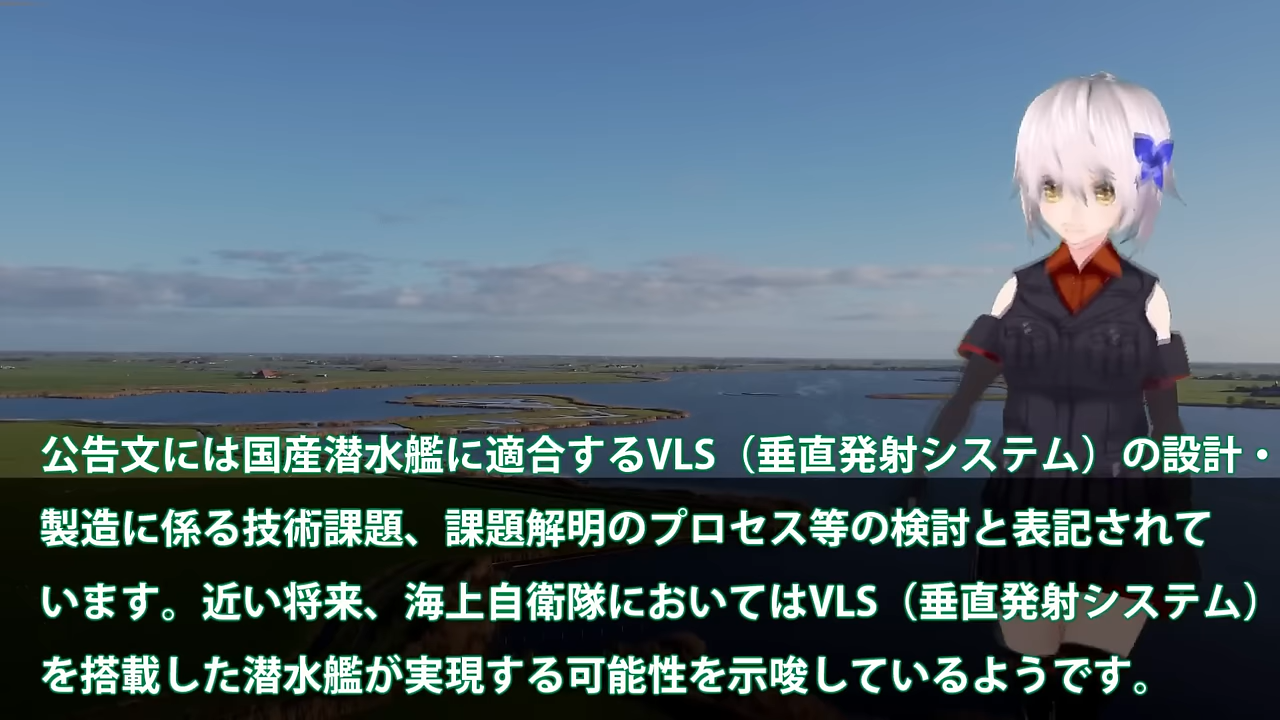 公告文には国産潜水艦に適合するVLS（垂直発射システム）の設計・
製造に係る技術課題、課題解明のプロセス等の検討と表記されて
います。近い将来、海上自衛隊においてはVLS（垂直発射システム）
を搭載した潜水艦が実現する可能性を示唆しているようです。